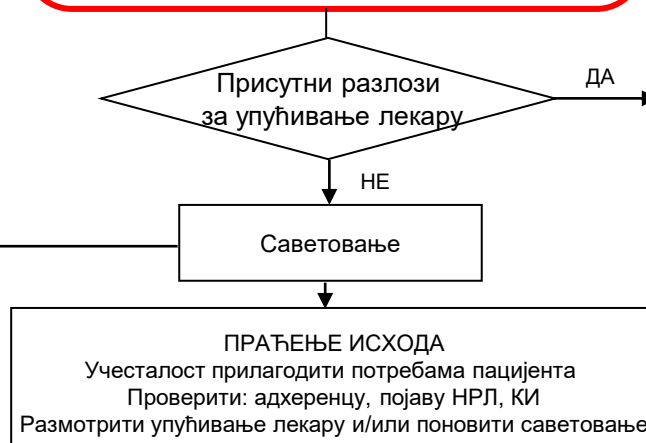 Присутни разлози
за упућивање лекару
ДА
НЕ
Саветовање
ПРАЋЕЊЕ ИСХОДА
Учесталост прилагодити потребама пацијента
Проверити: адхеренцу, појаву НРЛ, КИ
Размотрити упућивање лекару и/или поновити саветовање